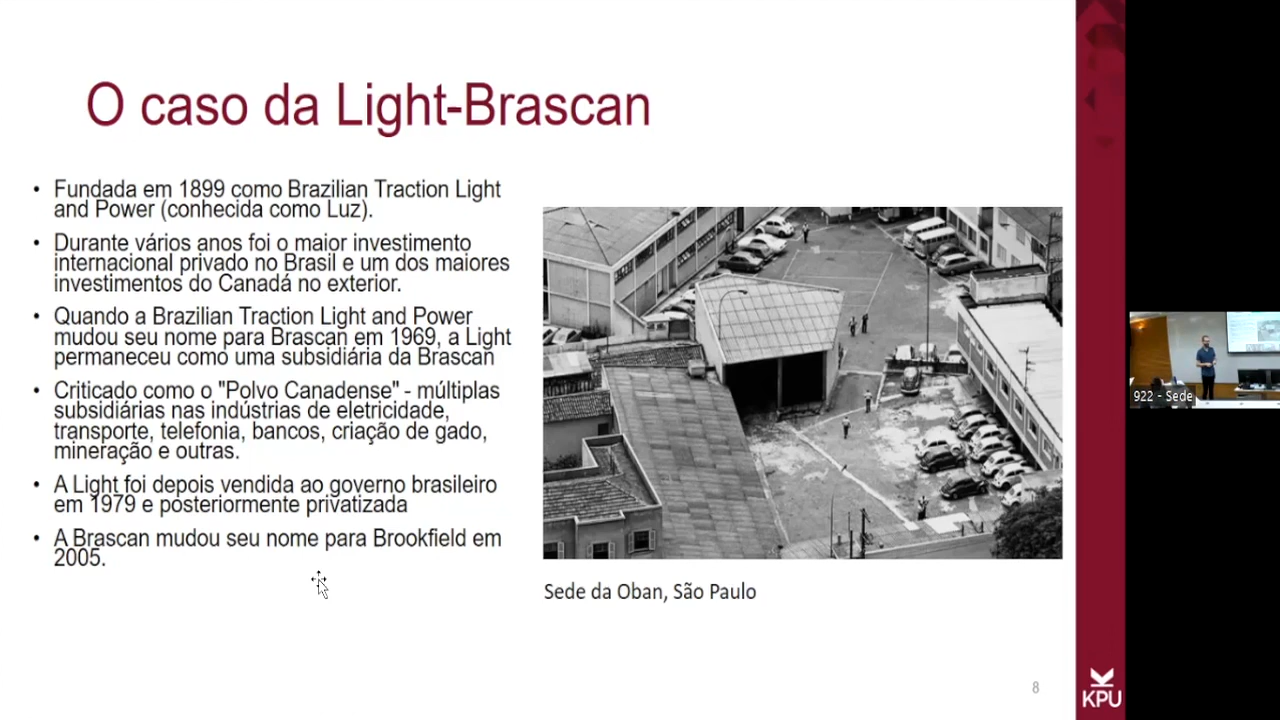 O caso da Light-Brascan
• Fundada em 1899 como Brazilian Traction Light
and Power (conhecida como Luz).
• Durante vários anos foi o maior investimento
internacional privado no Brasil e um dos maiores
investimentos do Canadá no exterior.
• Quando a Brazilian Traction Light and Power
mudou seu nome para Brascan em 1969, a Light
permaneceu como uma subsidiária da Brascan
• Criticado como o "Polvo Canadense" - múltiplas
subsidiárias nas indústrias de eletricidade,
transporte, telefonia, bancos, criação de gado,
mineração e outras.
• A Light foi depois vendida ao governo brasileiro
em 1979 e posteriormente privatizada
• A Brascan mudou seu nome para Brookfield em
2005.
Sede da Oban, São Paulo
8
KPU
922 - Sede